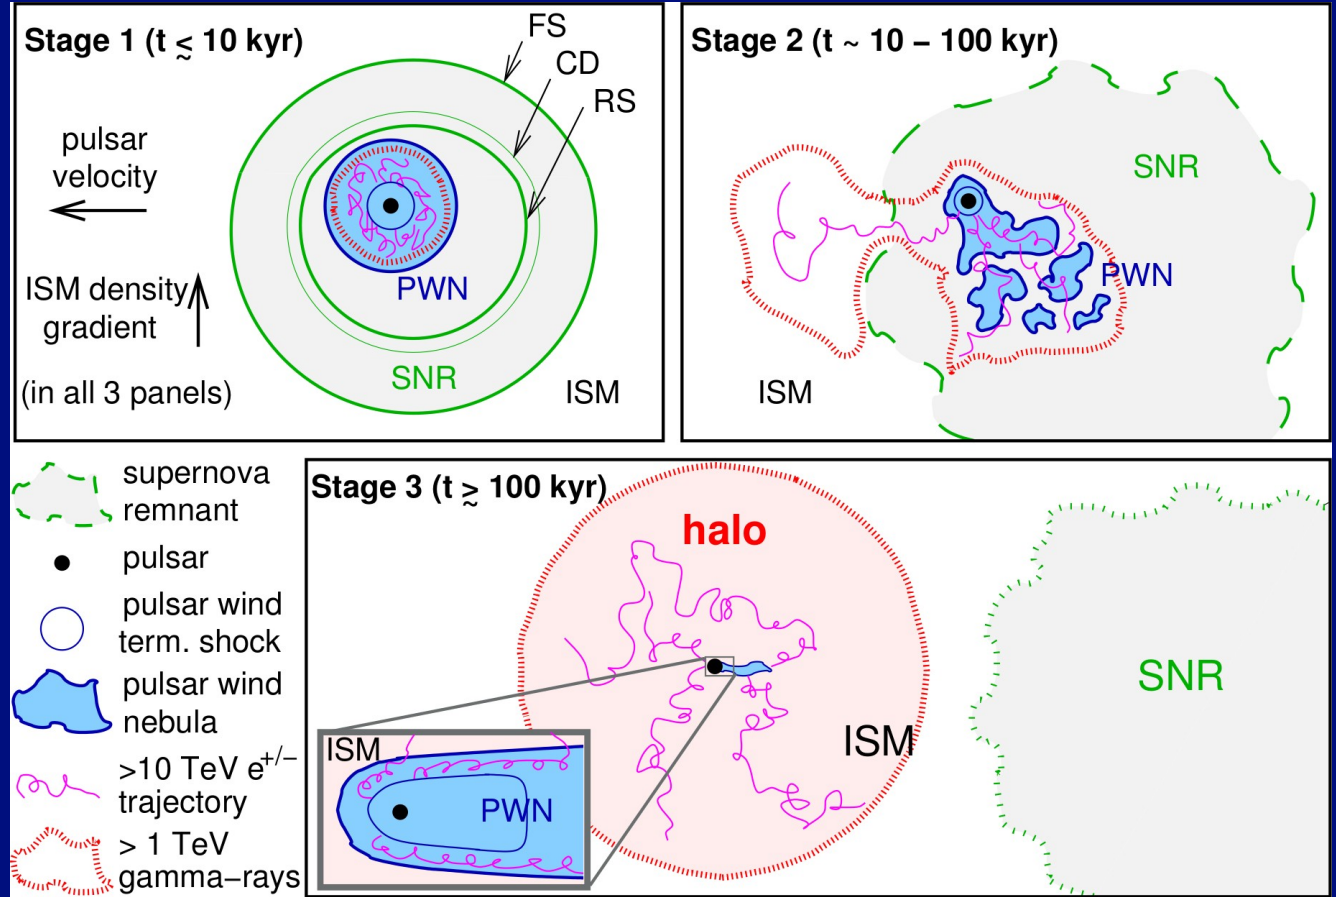 Stage 1 (t ≲ 10 kyr)
FS
CD
RS
pulsar
velocity
ISM density
gradient
(in all 3 panels)
PWN
SNR
ISM
Stage 2 (t ~ 10 − 100 kyr)
SNR
PWN
ISM
supernova
remnant
pulsar
pulsar wind
term. shock
pulsar wind
nebula
>10 TeV e+/−
trajectory
> 1 TeV
gamma−rays
Stage 3 (t ≳ 100 kyr)
halo
ISM
SNR
ISM
PWN